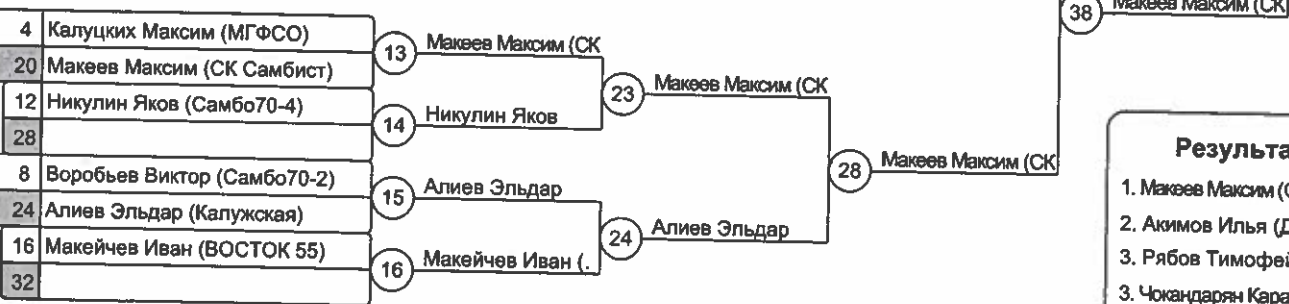 38 Макеев Максим (СК
4 Калуцких Максим (МГФСО)
20 Макеев Максим (СК Самбист)
13 Макеев Максим (СК
12 Никулин Яков (Самбо70-4)
28
14 Никулин Яков
23 Макеев Максим (СК
8 Воробьев Виктор (Самбо70-2)
24 Алиев Эльдар (Калужская)
15 Алиев Эльдар
16 Макейчев Иван (ВОСТОК 55)
32
16 Макейчев Иван (.
24 Алиев Эльдар
28 Макеев Максим (СК
Результа
1. Макеев Максим (С
2. Акимов Илья (Д
3. Рябов Тимофей
3. Чокандарян Кара